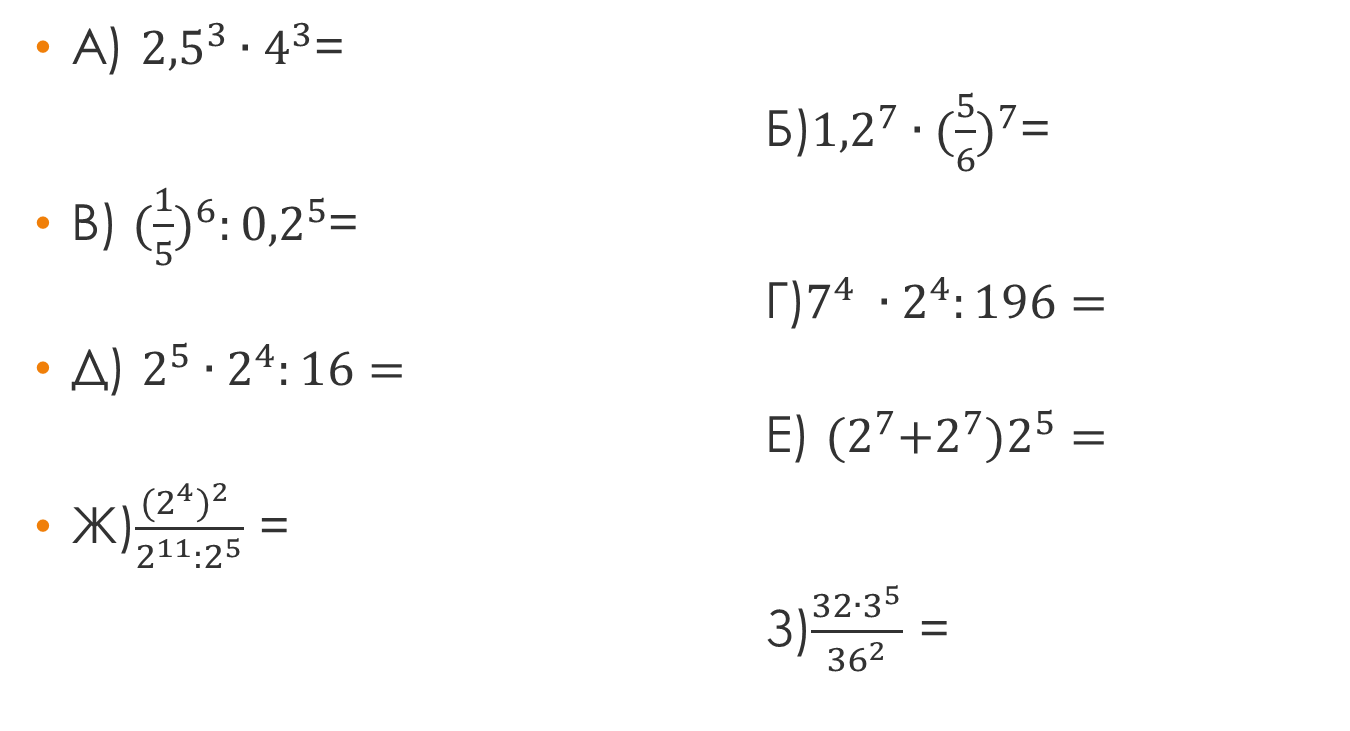 А) 2,5³ · 4³=
Б)1,2⁷ · (5/6)⁷=
В) (1/5)⁶: 0,2⁵=
Г)7⁴ · 2⁴: 196 =
Д) 2⁵ · 2⁴: 16 =
Е) (2⁷+2⁷)2⁵ =
Ж)(2⁴)²/2¹¹:2⁵ =
З)32·3⁵/36² =